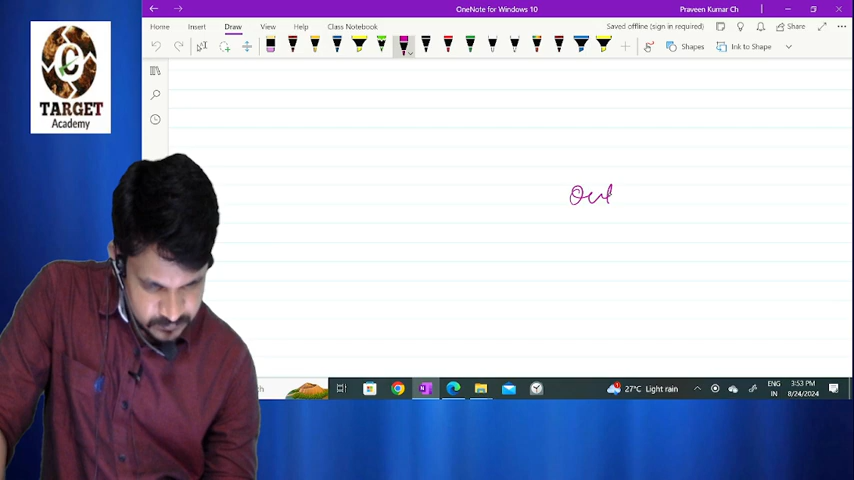 OneNote for Windows 10
Praveen Kumar Ch
Home Insert Draw View Help Class Notebook
Saved offline (sign in required)
Share
Shapes
Ink to Shape
C
TARGET
Academy
Out
27°C Light rain
ENG
IN
3:53 PM
8/24/2024